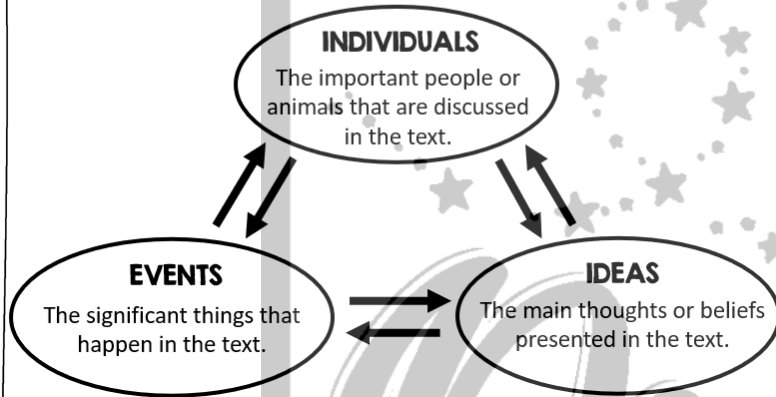 INDIVIDUALS
The important people or
animals that are discussed
in the text.
EVENTS
The significant things that
happen in the text.
IDEAS
The main thoughts or beliefs
presented in the text.